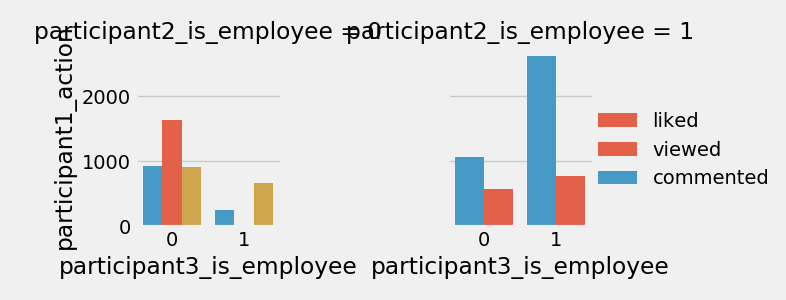 participant2_is_employee = 0
participant2_is_employee = 1
participant1_action
2000
1000
0
0 1
0 1
participant3_is_employee
participant3_is_employee
liked
viewed
commented